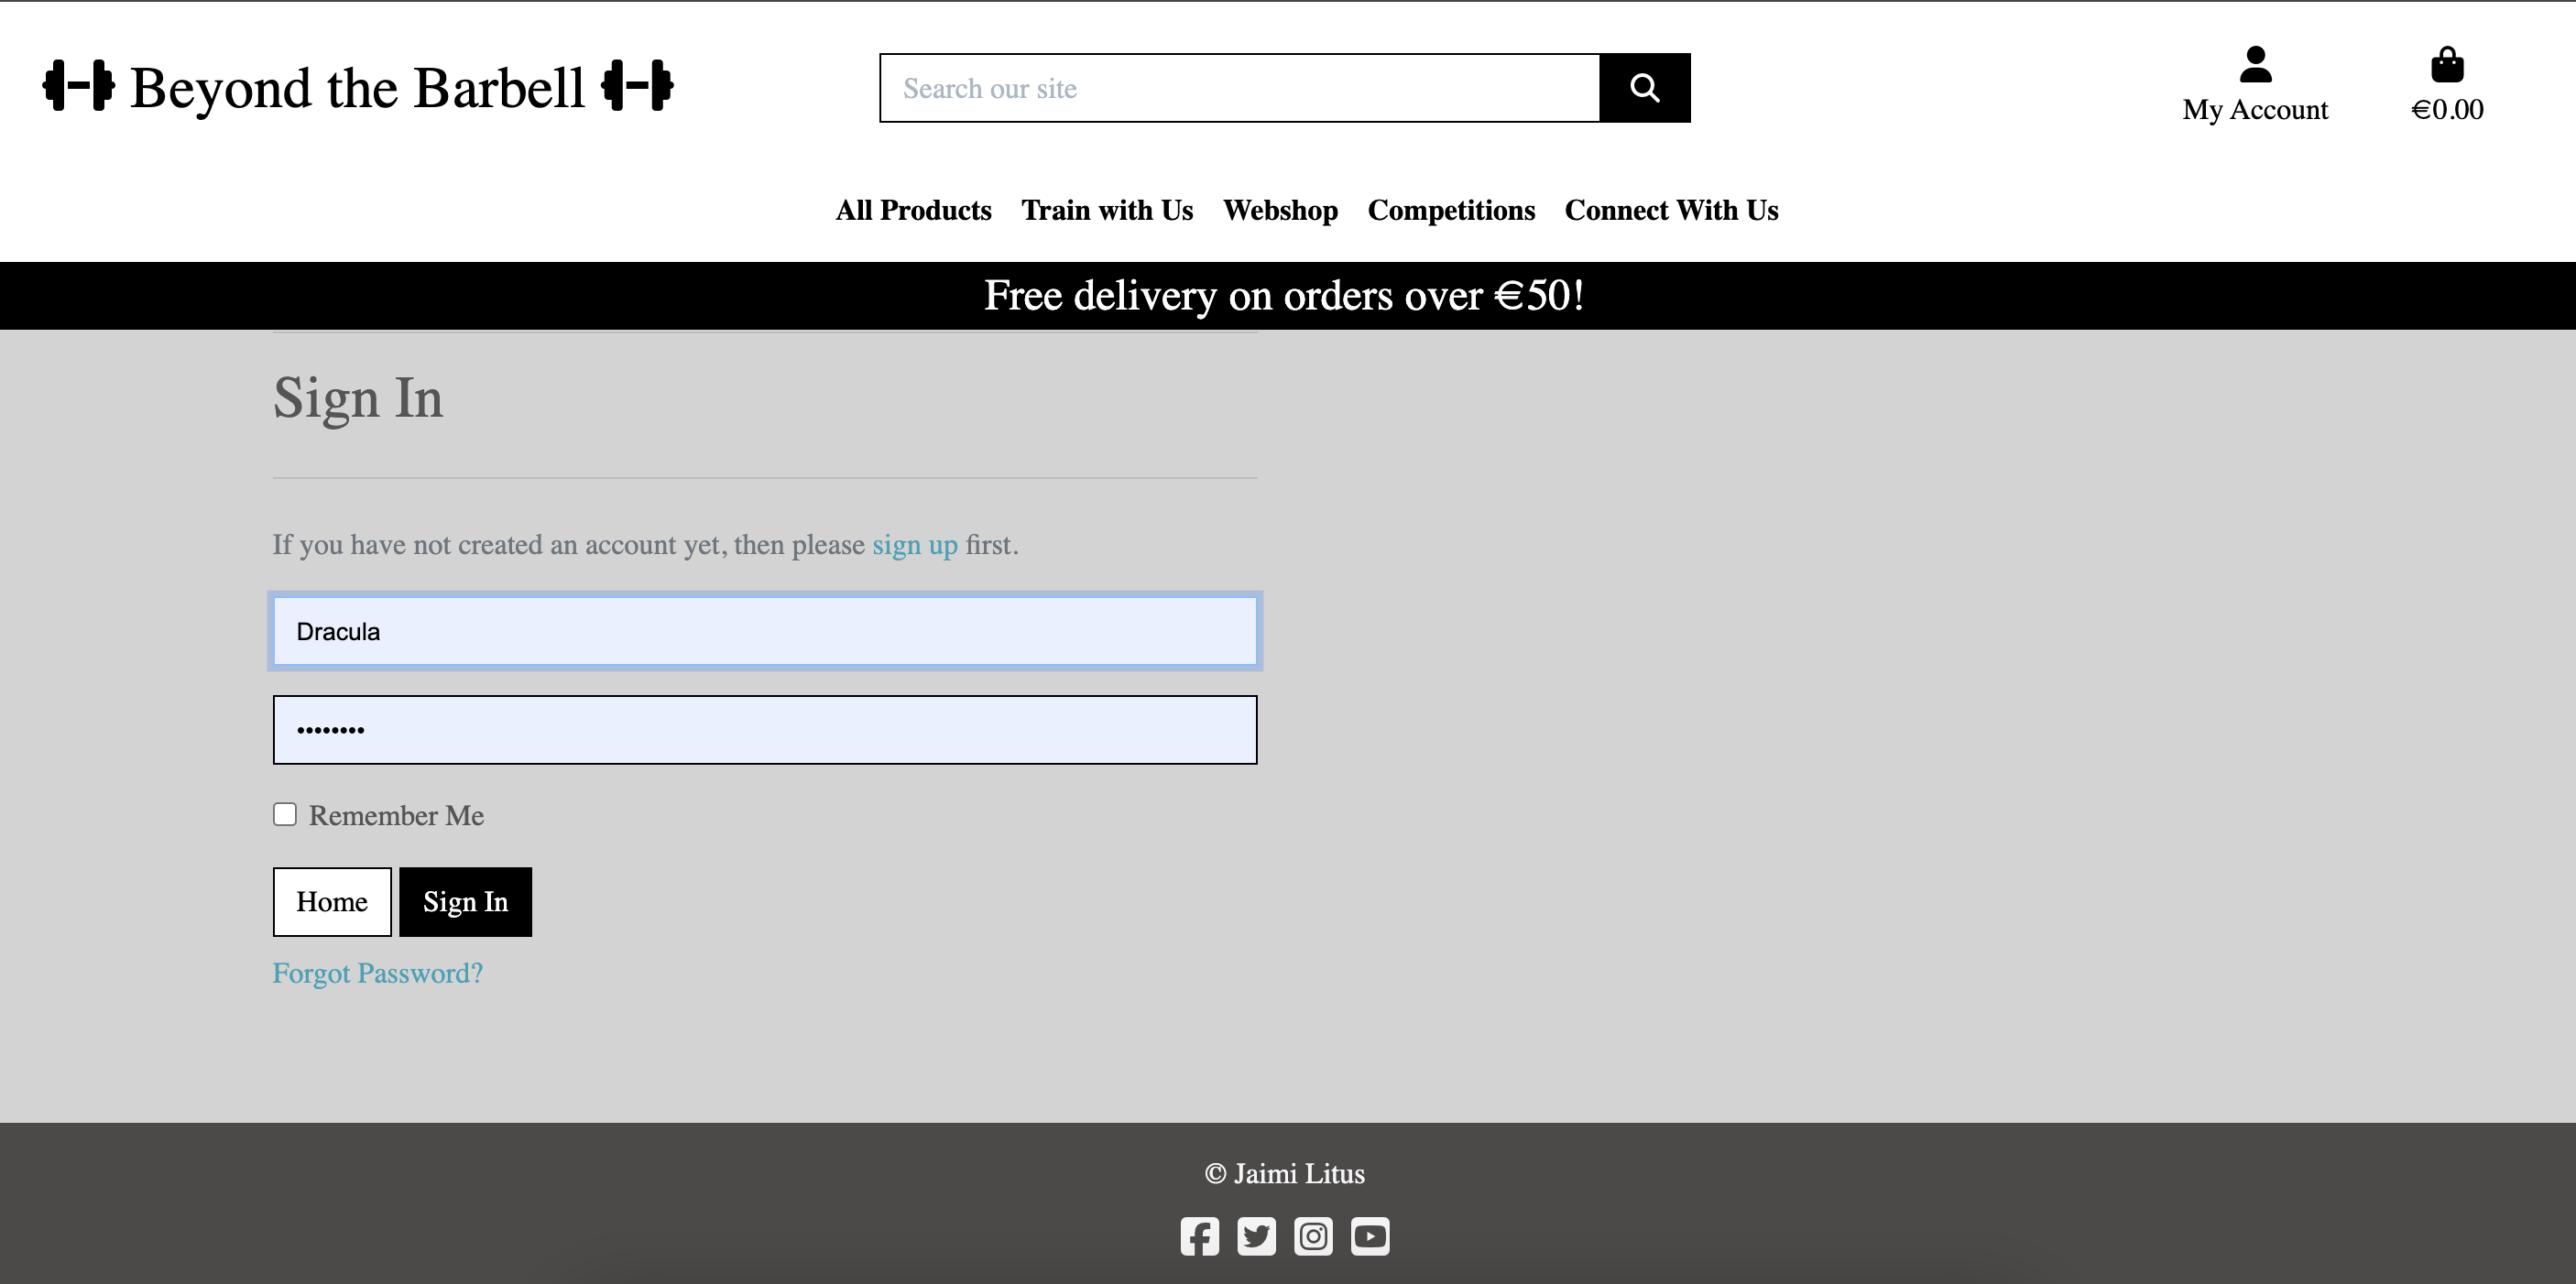 Beyond the Barbell
Search our site
My Account
€0.00
All Products Train with Us Webshop Competitions Connect With Us
Free delivery on orders over €50!
Sign In
If you have not created an account yet, then please sign up first.
Dracula
••••••••
Remember Me
Home Sign In
Forgot Password?
© Jaimi Litus